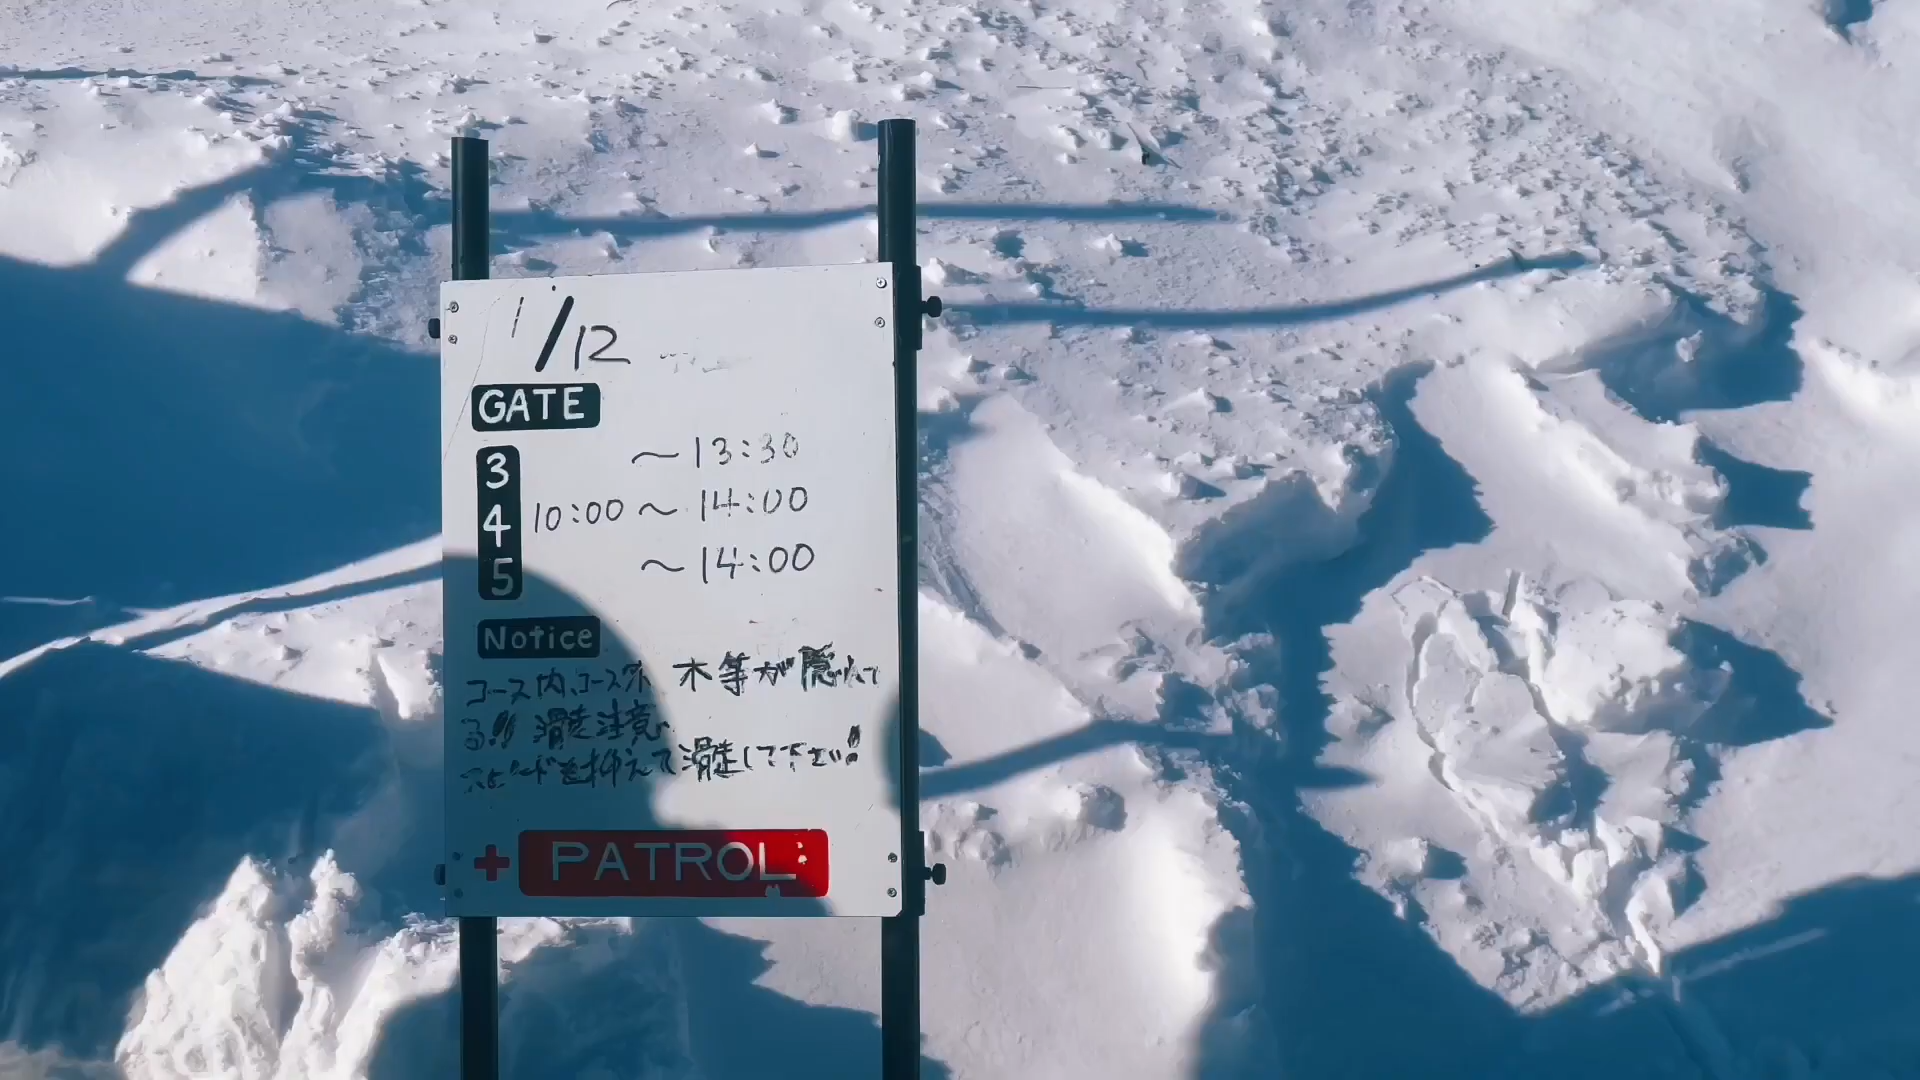 1/12
GATE
3 ～13:30
4 10:00～14:00
5 ～14:00
Notice
コース内、コース外 木等が隠れて
る!! 滑走注意
スピードを抑えて滑走して下さい!
PATROL